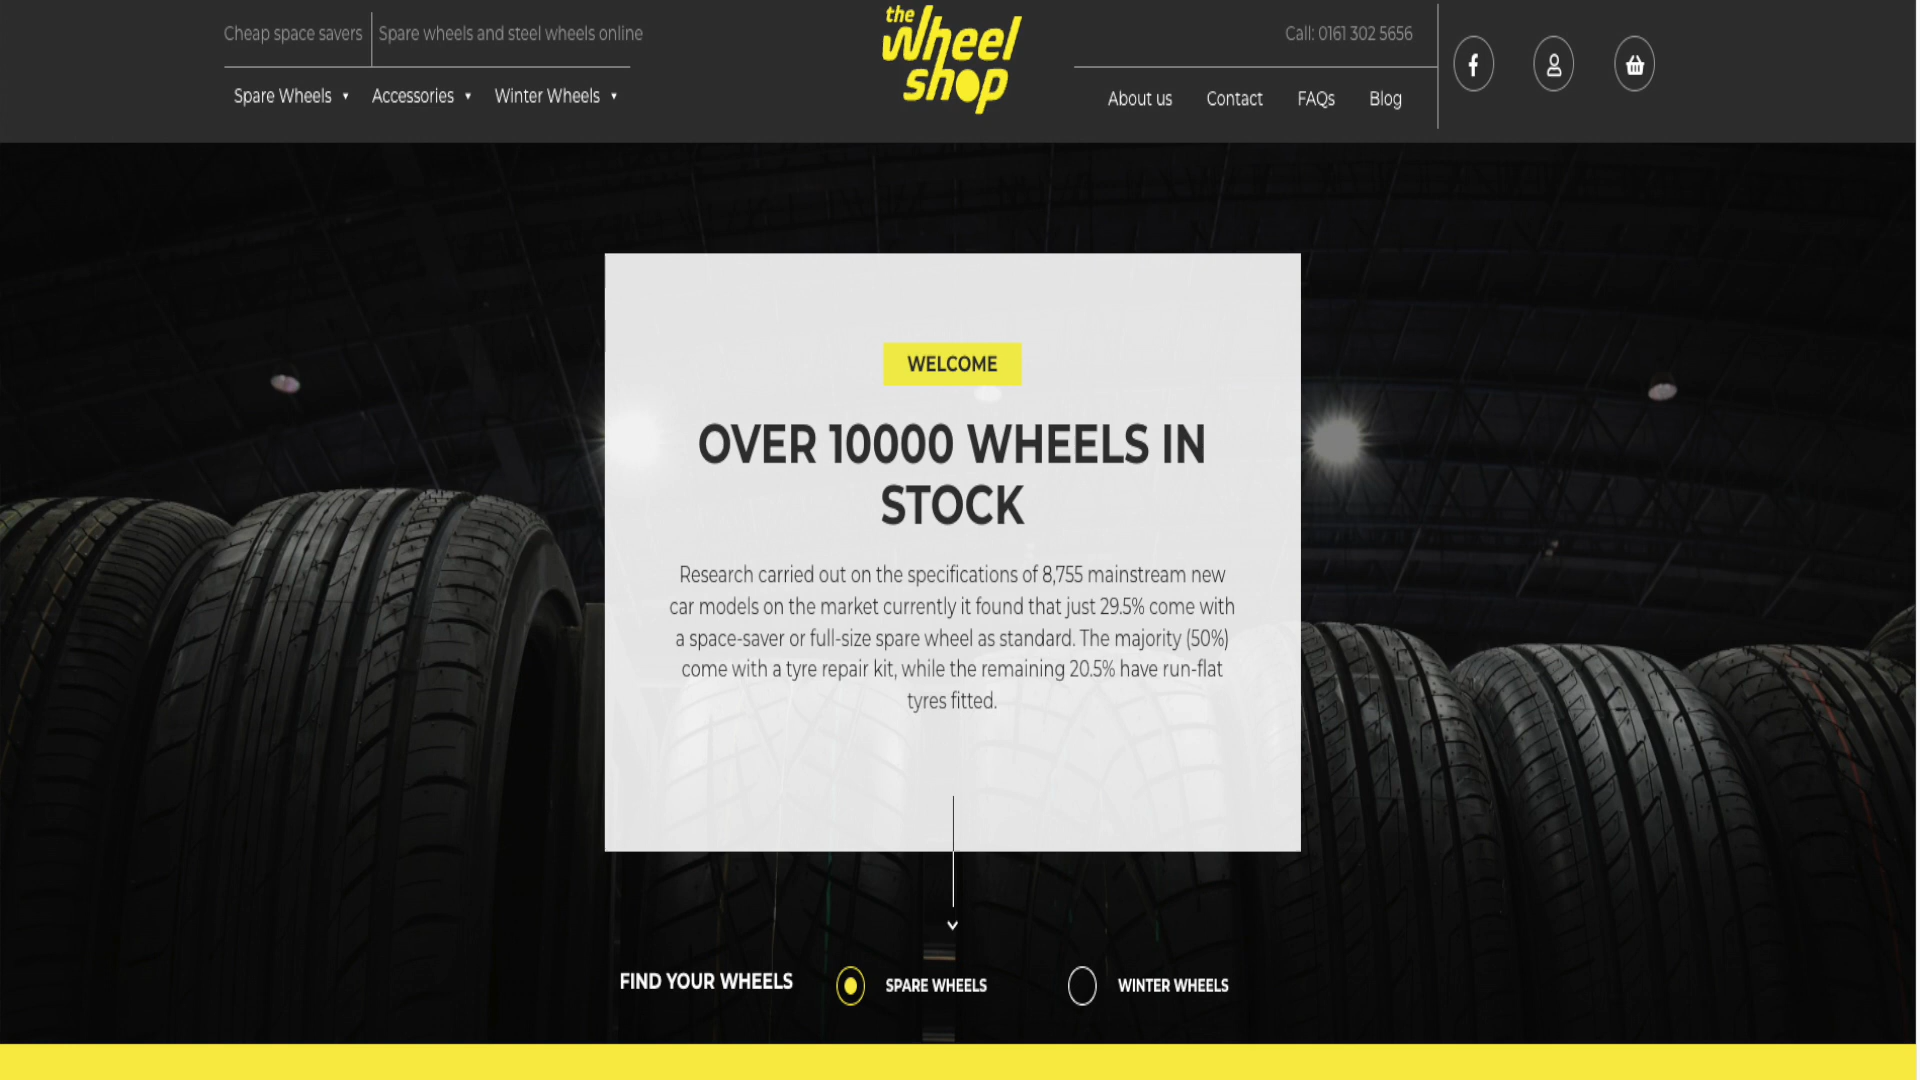 Cheap space savers
Spare wheels and steel wheels online
the
wheel
shop
Call: 0161 302 5656
Spare Wheels
Accessories
Winter Wheels
About us
Contact
FAQs
Blog
WELCOME
OVER 10000 WHEELS IN
STOCK
Research carried out on the specifications of 8,755 mainstream new
car models on the market currently it found that just 29.5% come with
a space-saver or full-size spare wheel as standard. The majority (50%)
come with a tyre repair kit, while the remaining 20.5% have run-flat
tyres fitted.
FIND YOUR WHEELS
SPARE WHEELS
WINTER WHEELS